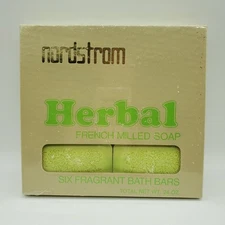 nordstrom
Herbal
FRENCH MILLED SOAP
SIX FRAGRANT BATH BARS